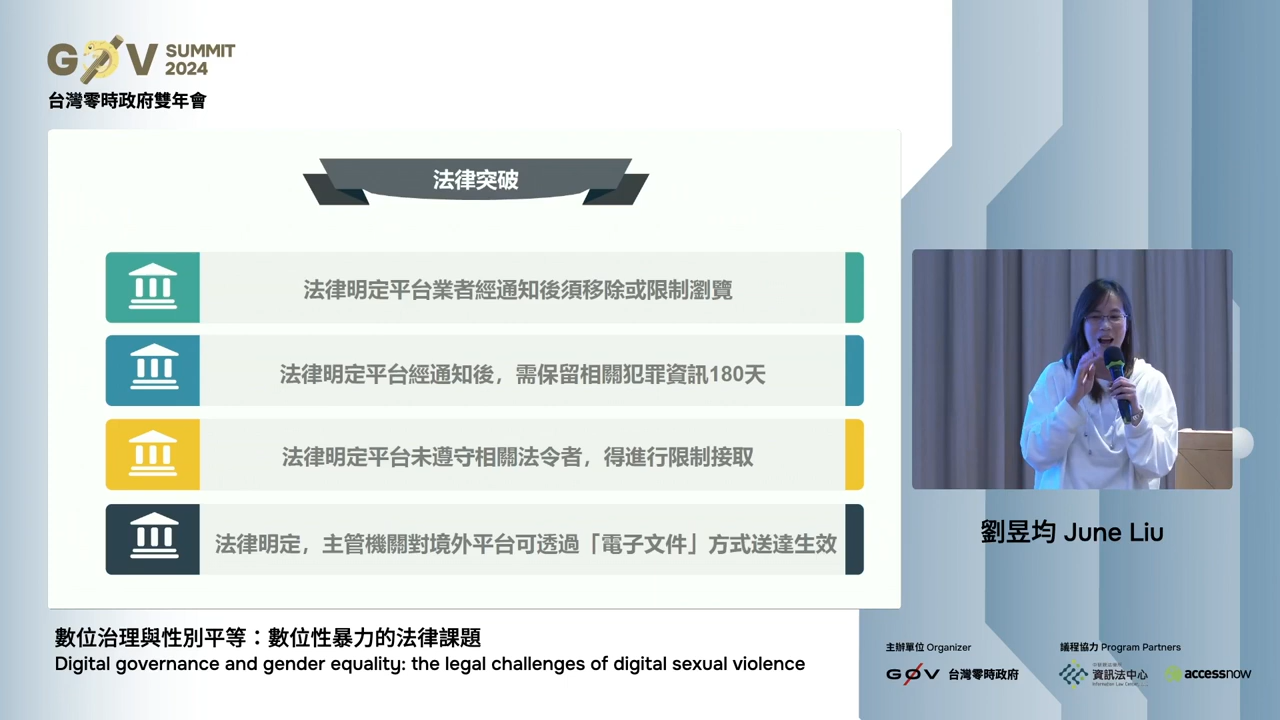 G0V SUMMIT 2024
台灣零時政府雙年會
法律突破
法律明定平台業者經通知後須移除或限制瀏覽
法律明定平台經通知後，需保留相關犯罪資訊180天
法律明定平台未遵守相關法令者，得進行限制接取
法律明定，主管機關對境外平台可透過「電子文件」方式送達生效
劉昱均 June Liu
數位治理與性別平等：數位性暴力的法律課題
Digital governance and gender equality: the legal challenges of digital sexual violence
主辦單位 Organizer
議程協力 Program Partners
G0V 台灣零時政府
資訊法中心
Information Law Center
accessnow